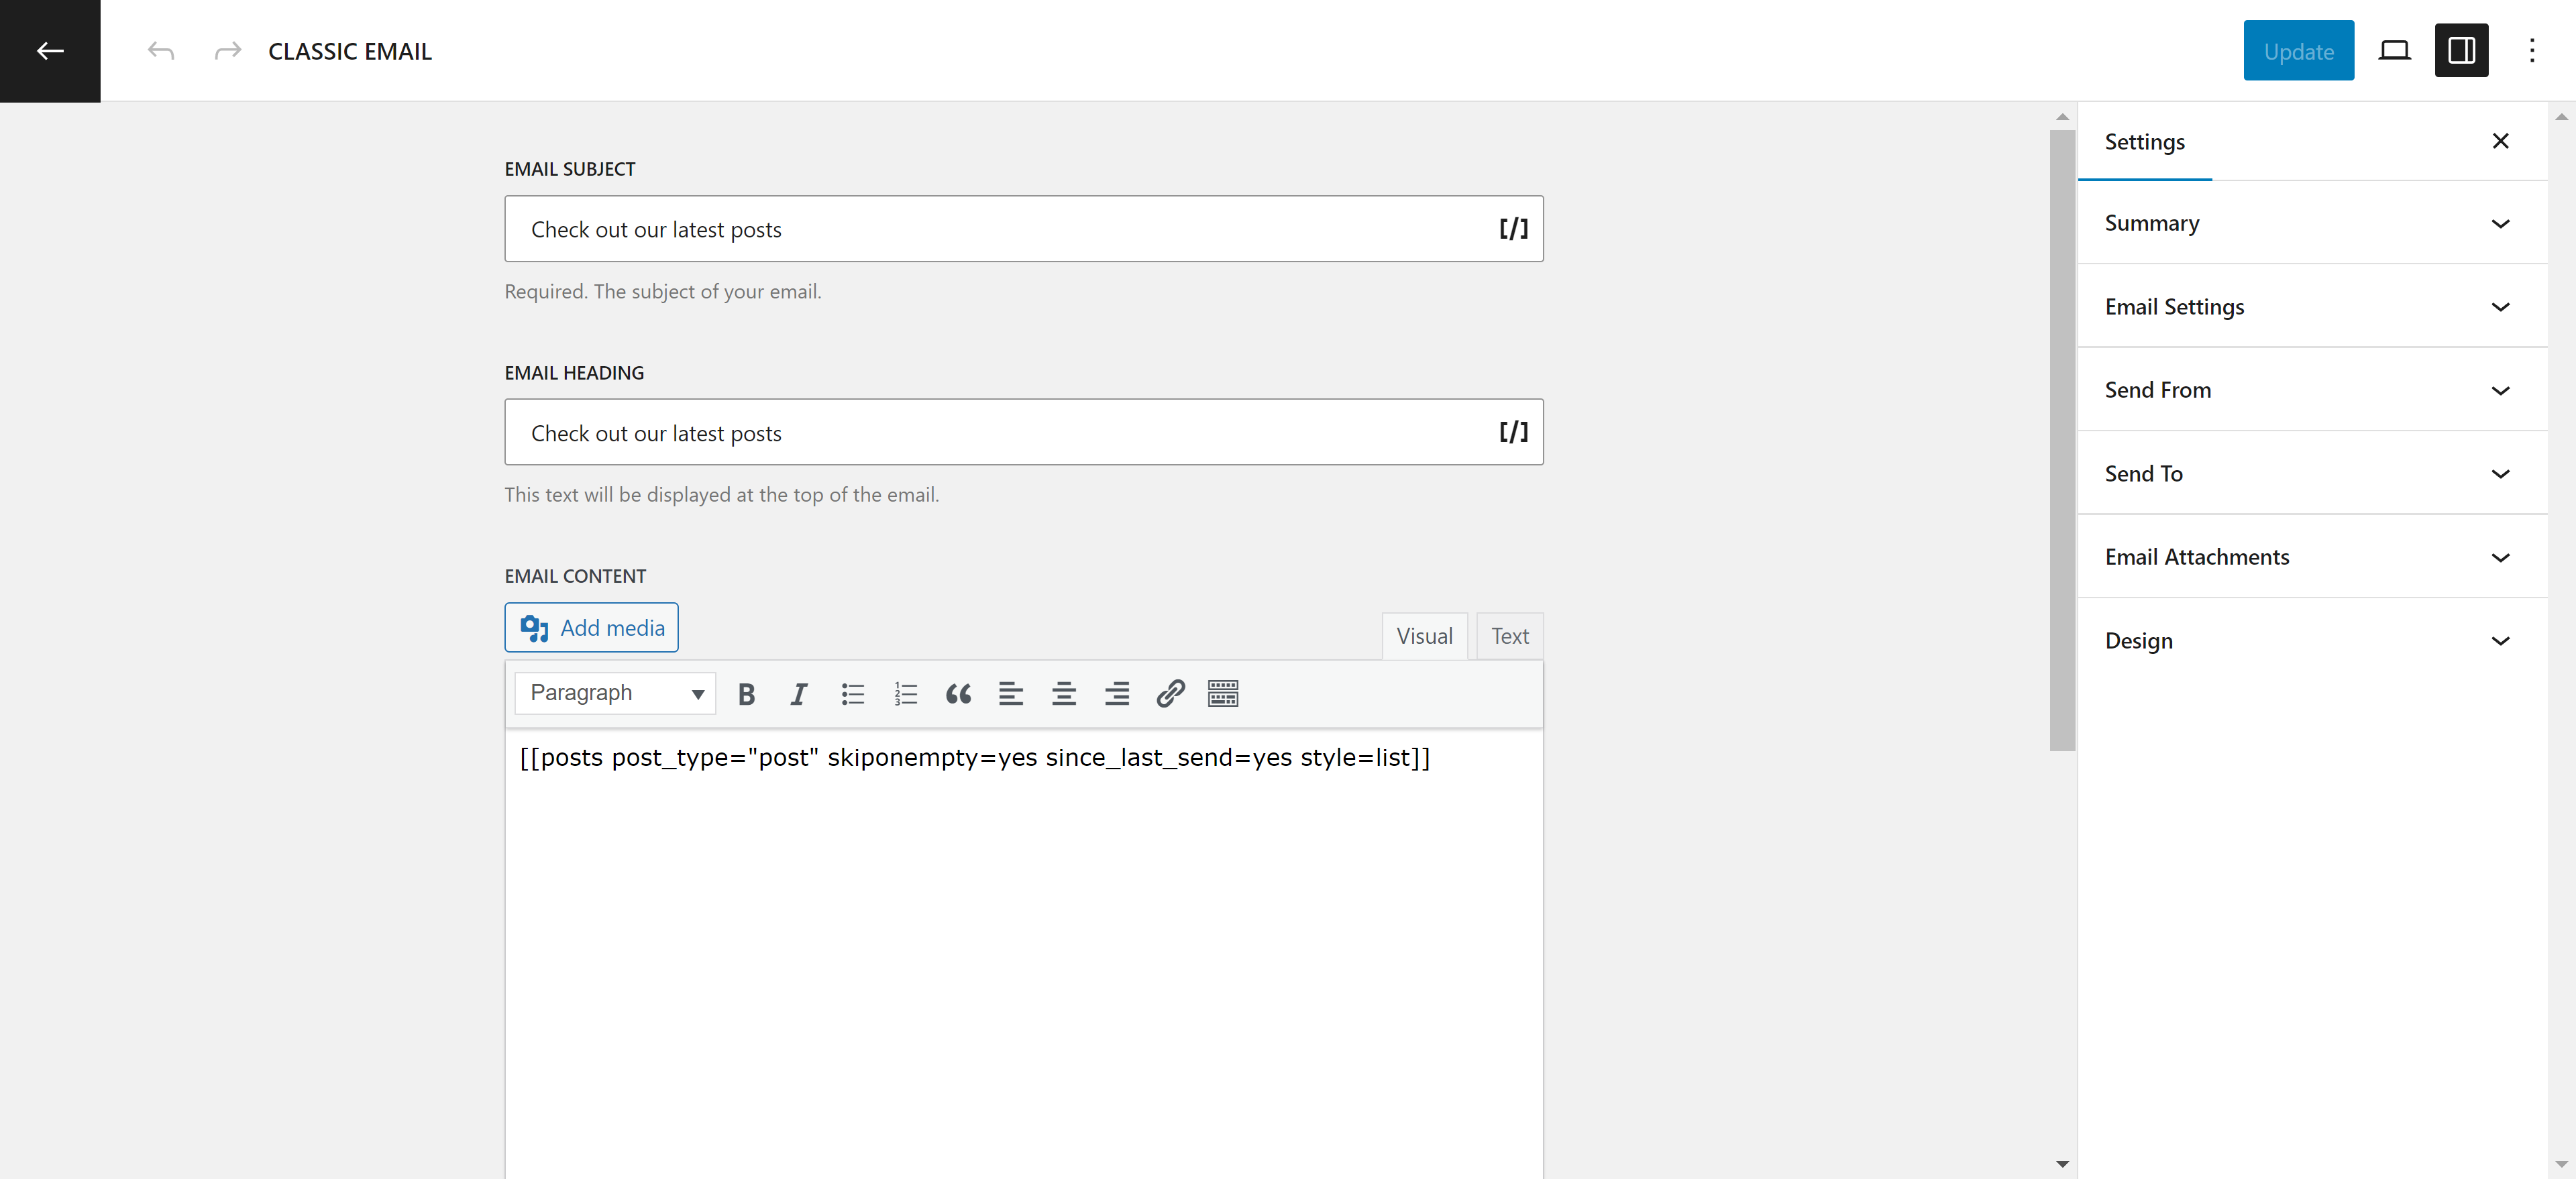 CLASSIC EMAIL
Update
EMAIL SUBJECT
Check out our latest posts
[/]
Required. The subject of your email.
EMAIL HEADING
Check out our latest posts
[/]
This text will be displayed at the top of the email.
EMAIL CONTENT
Add media
Visual
Text
Paragraph
[[posts post_type="post" skiponempty=yes since_last_send=yes style=list]]
Settings
Summary
Email Settings
Send From
Send To
Email Attachments
Design